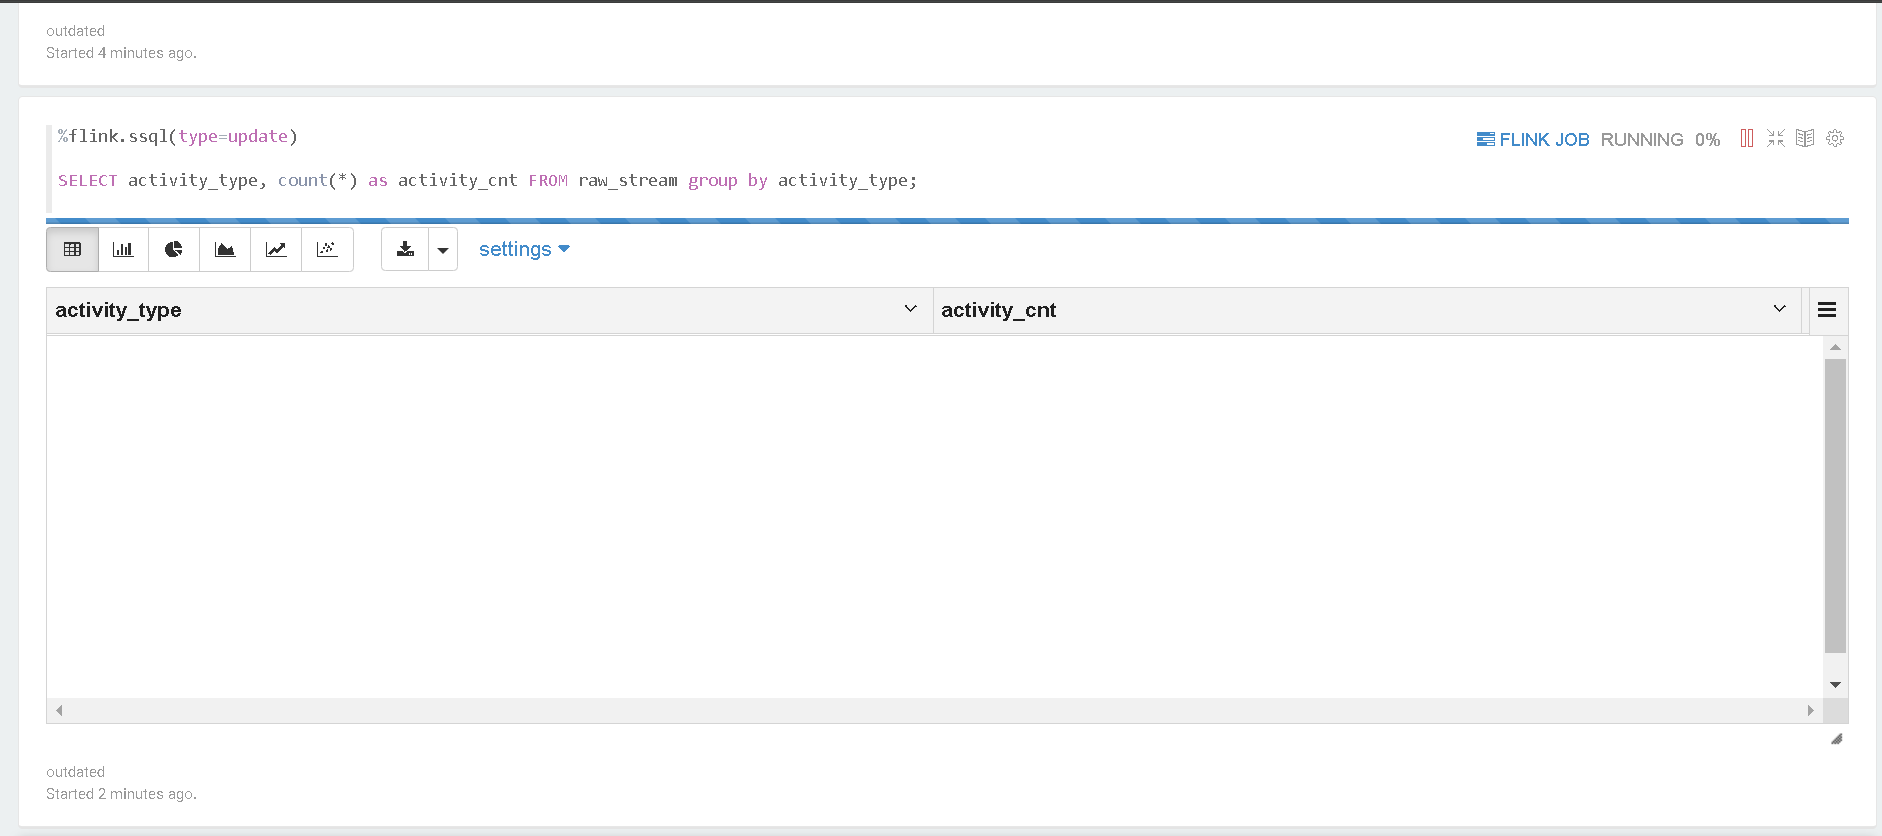 outdated
Started 4 minutes ago.
%flink.ssql(type=update)
FLINK JOB RUNNING 0%
SELECT activity_type, count(*) as activity_cnt FROM raw_stream group by activity_type;
settings
activity_type activity_cnt
outdated
Started 2 minutes ago.